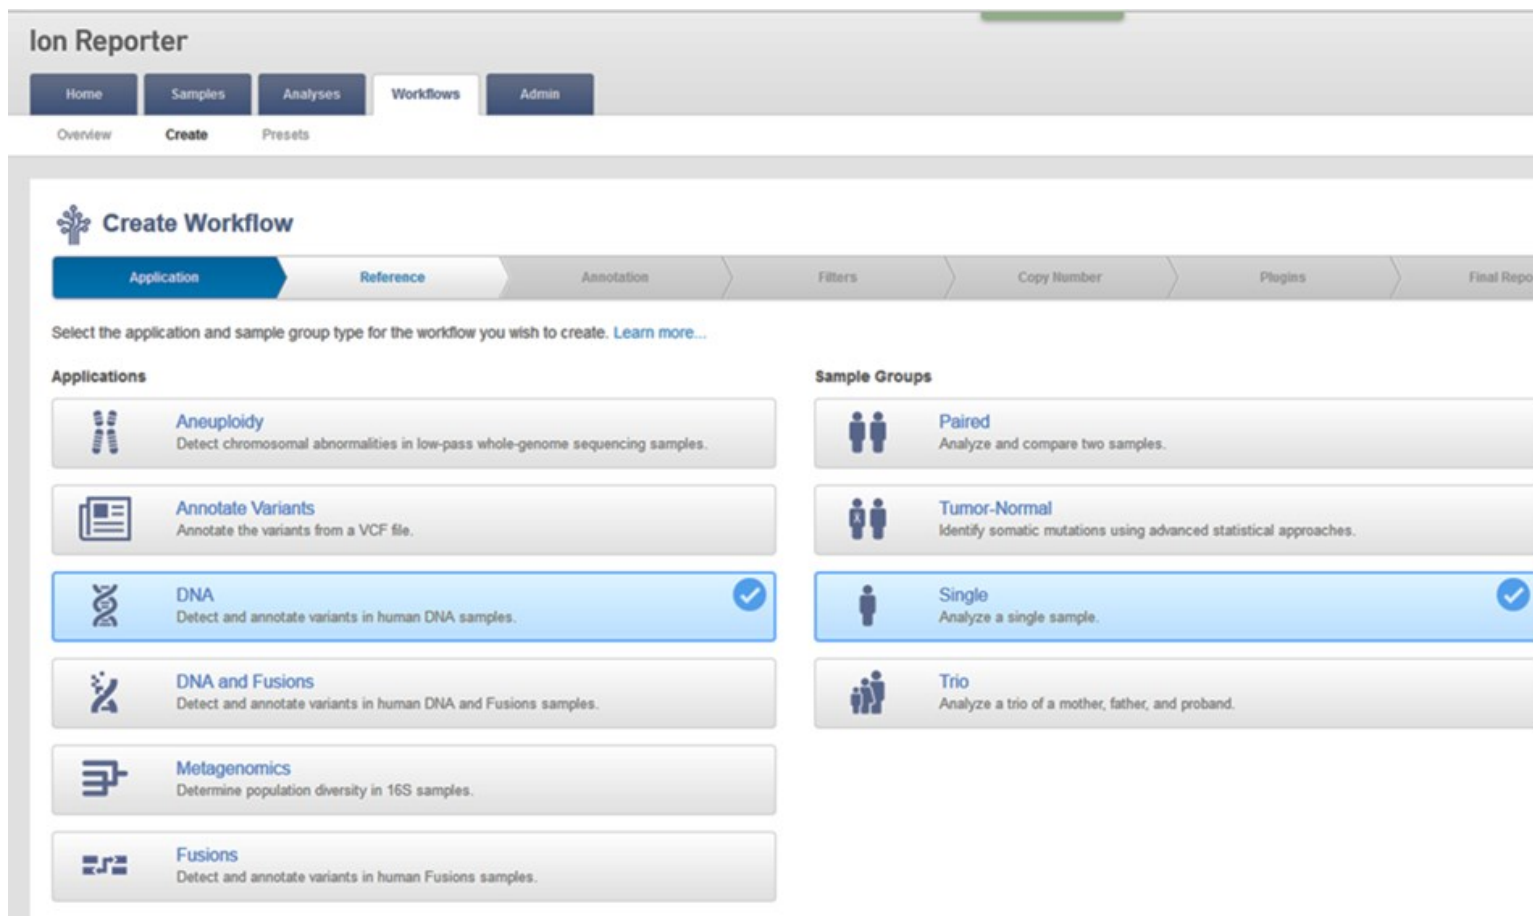 Ion Reporter
Home Samples Analyses Workflows Admin
Overview Create Presets
Create Workflow
Application Reference Annotation Filters Copy Number Plugins Final Repo
Select the application and sample group type for the workflow you wish to create. Learn more...
Applications
Aneuploidy
Detect chromosomal abnormalities in low-pass whole-genome sequencing samples.
Annotate Variants
Annotate the variants from a VCF file.
DNA
Detect and annotate variants in human DNA samples.
DNA and Fusions
Detect and annotate variants in human DNA and Fusions samples.
Metagenomics
Determine population diversity in 16S samples.
Fusions
Detect and annotate variants in human Fusions samples.
Sample Groups
Paired
Analyze and compare two samples.
Tumor-Normal
Identify somatic mutations using advanced statistical approaches.
Single
Analyze a single sample.
Trio
Analyze a trio of a mother, father, and proband.